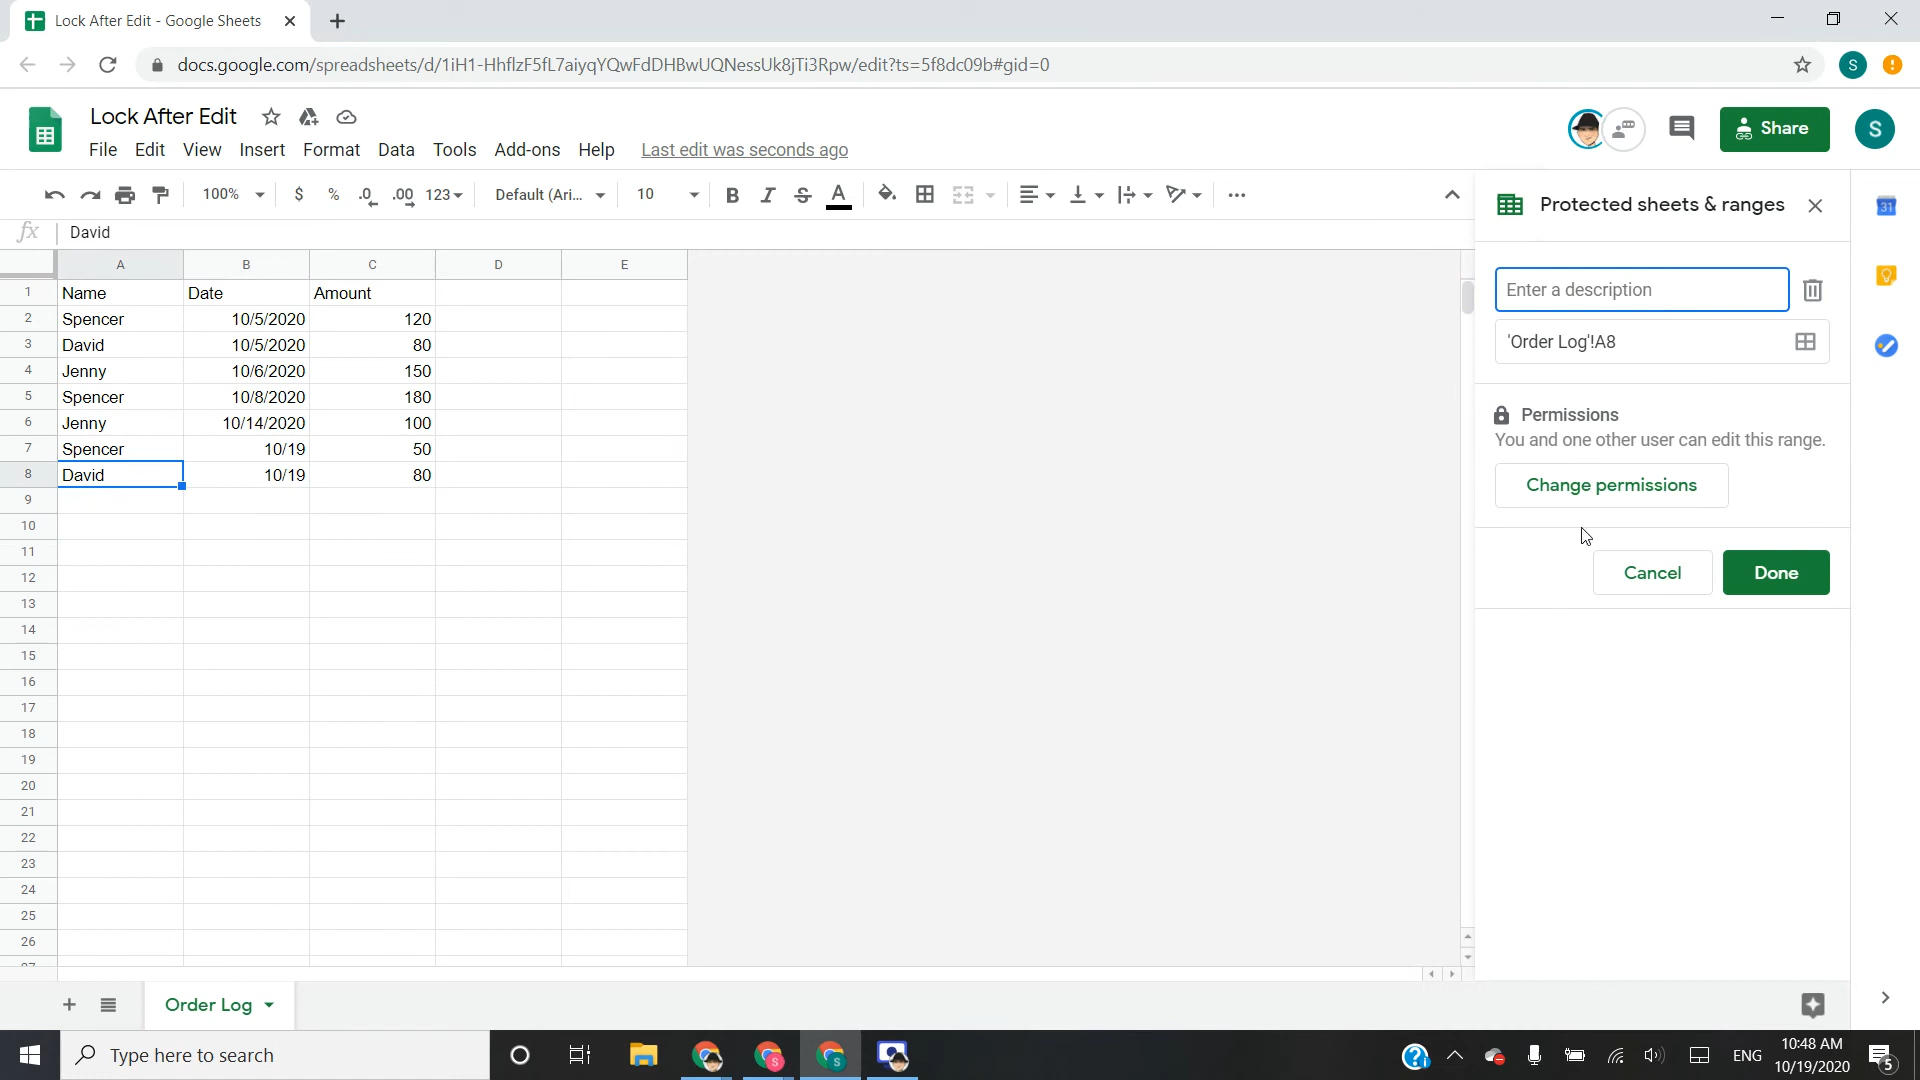 Lock After Edit - Google Sheets
docs.google.com/spreadsheets/d/1iH1-HhflzF5fL7aiyqYQwFdDHBwUQNessUk8jTi3Rpw/edit?ts=5f8dc09b#gid=0
S
Lock After Edit
Share
S
File Edit View Insert Format Data Tools Add-ons Help Last edit was seconds ago
100% $ % .0 .00 123 Default (Ari... 10 B I S A
Protected sheets & ranges
31
fx David
A B C D E
1 Name Date Amount
2 Spencer 10/5/2020 120
3 David 10/5/2020 80
4 Jenny 10/6/2020 150
5 Spencer 10/8/2020 180
6 Jenny 10/14/2020 100
7 Spencer 10/19 50
8 David 10/19 80
9
10
11
12
13
14
15
16
17
18
19
20
21
22
23
24
25
26
27
Enter a description
'Order Log'!A8
Permissions
You and one other user can edit this range.
Change permissions
Cancel Done
Order Log
Type here to search
S
S
ENG
10:48 AM
10/19/2020
5